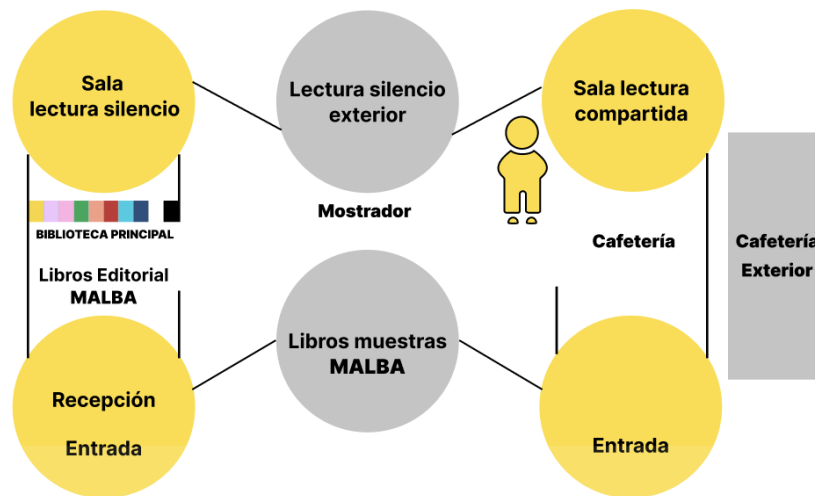 Sala
lectura silencio
Lectura silencio
exterior
Sala lectura
compartida
Mostrador
BIBLIOTECA PRINCIPAL
Libros Editorial
MALBA
Cafetería
Cafetería
Exterior
Libros muestras
MALBA
Recepción
Entrada
Entrada